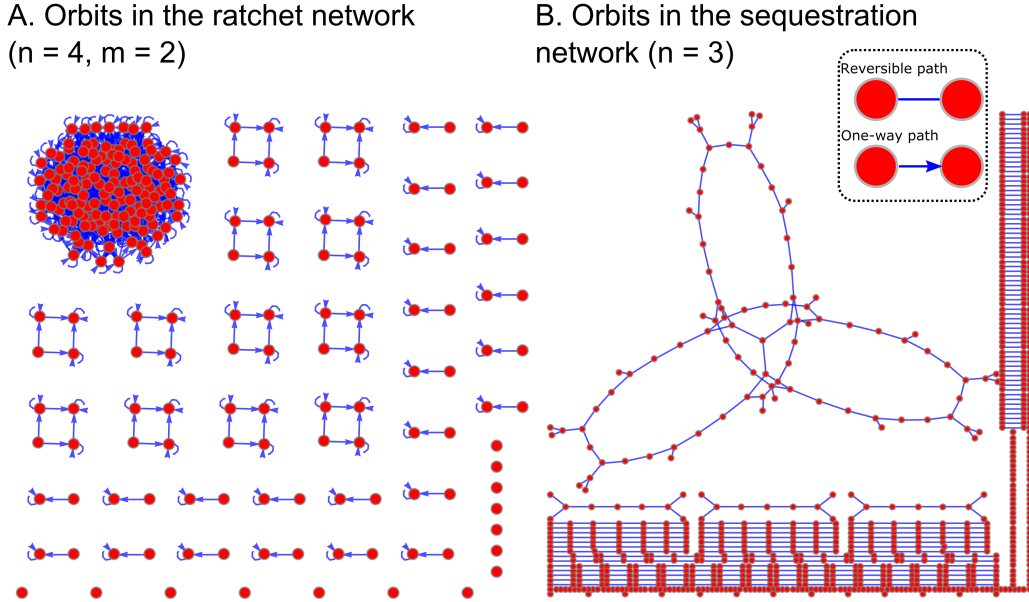 A. Orbits in the ratchet network
(n = 4, m = 2)
B. Orbits in the sequestration
network (n = 3)
Reversible path
One-way path